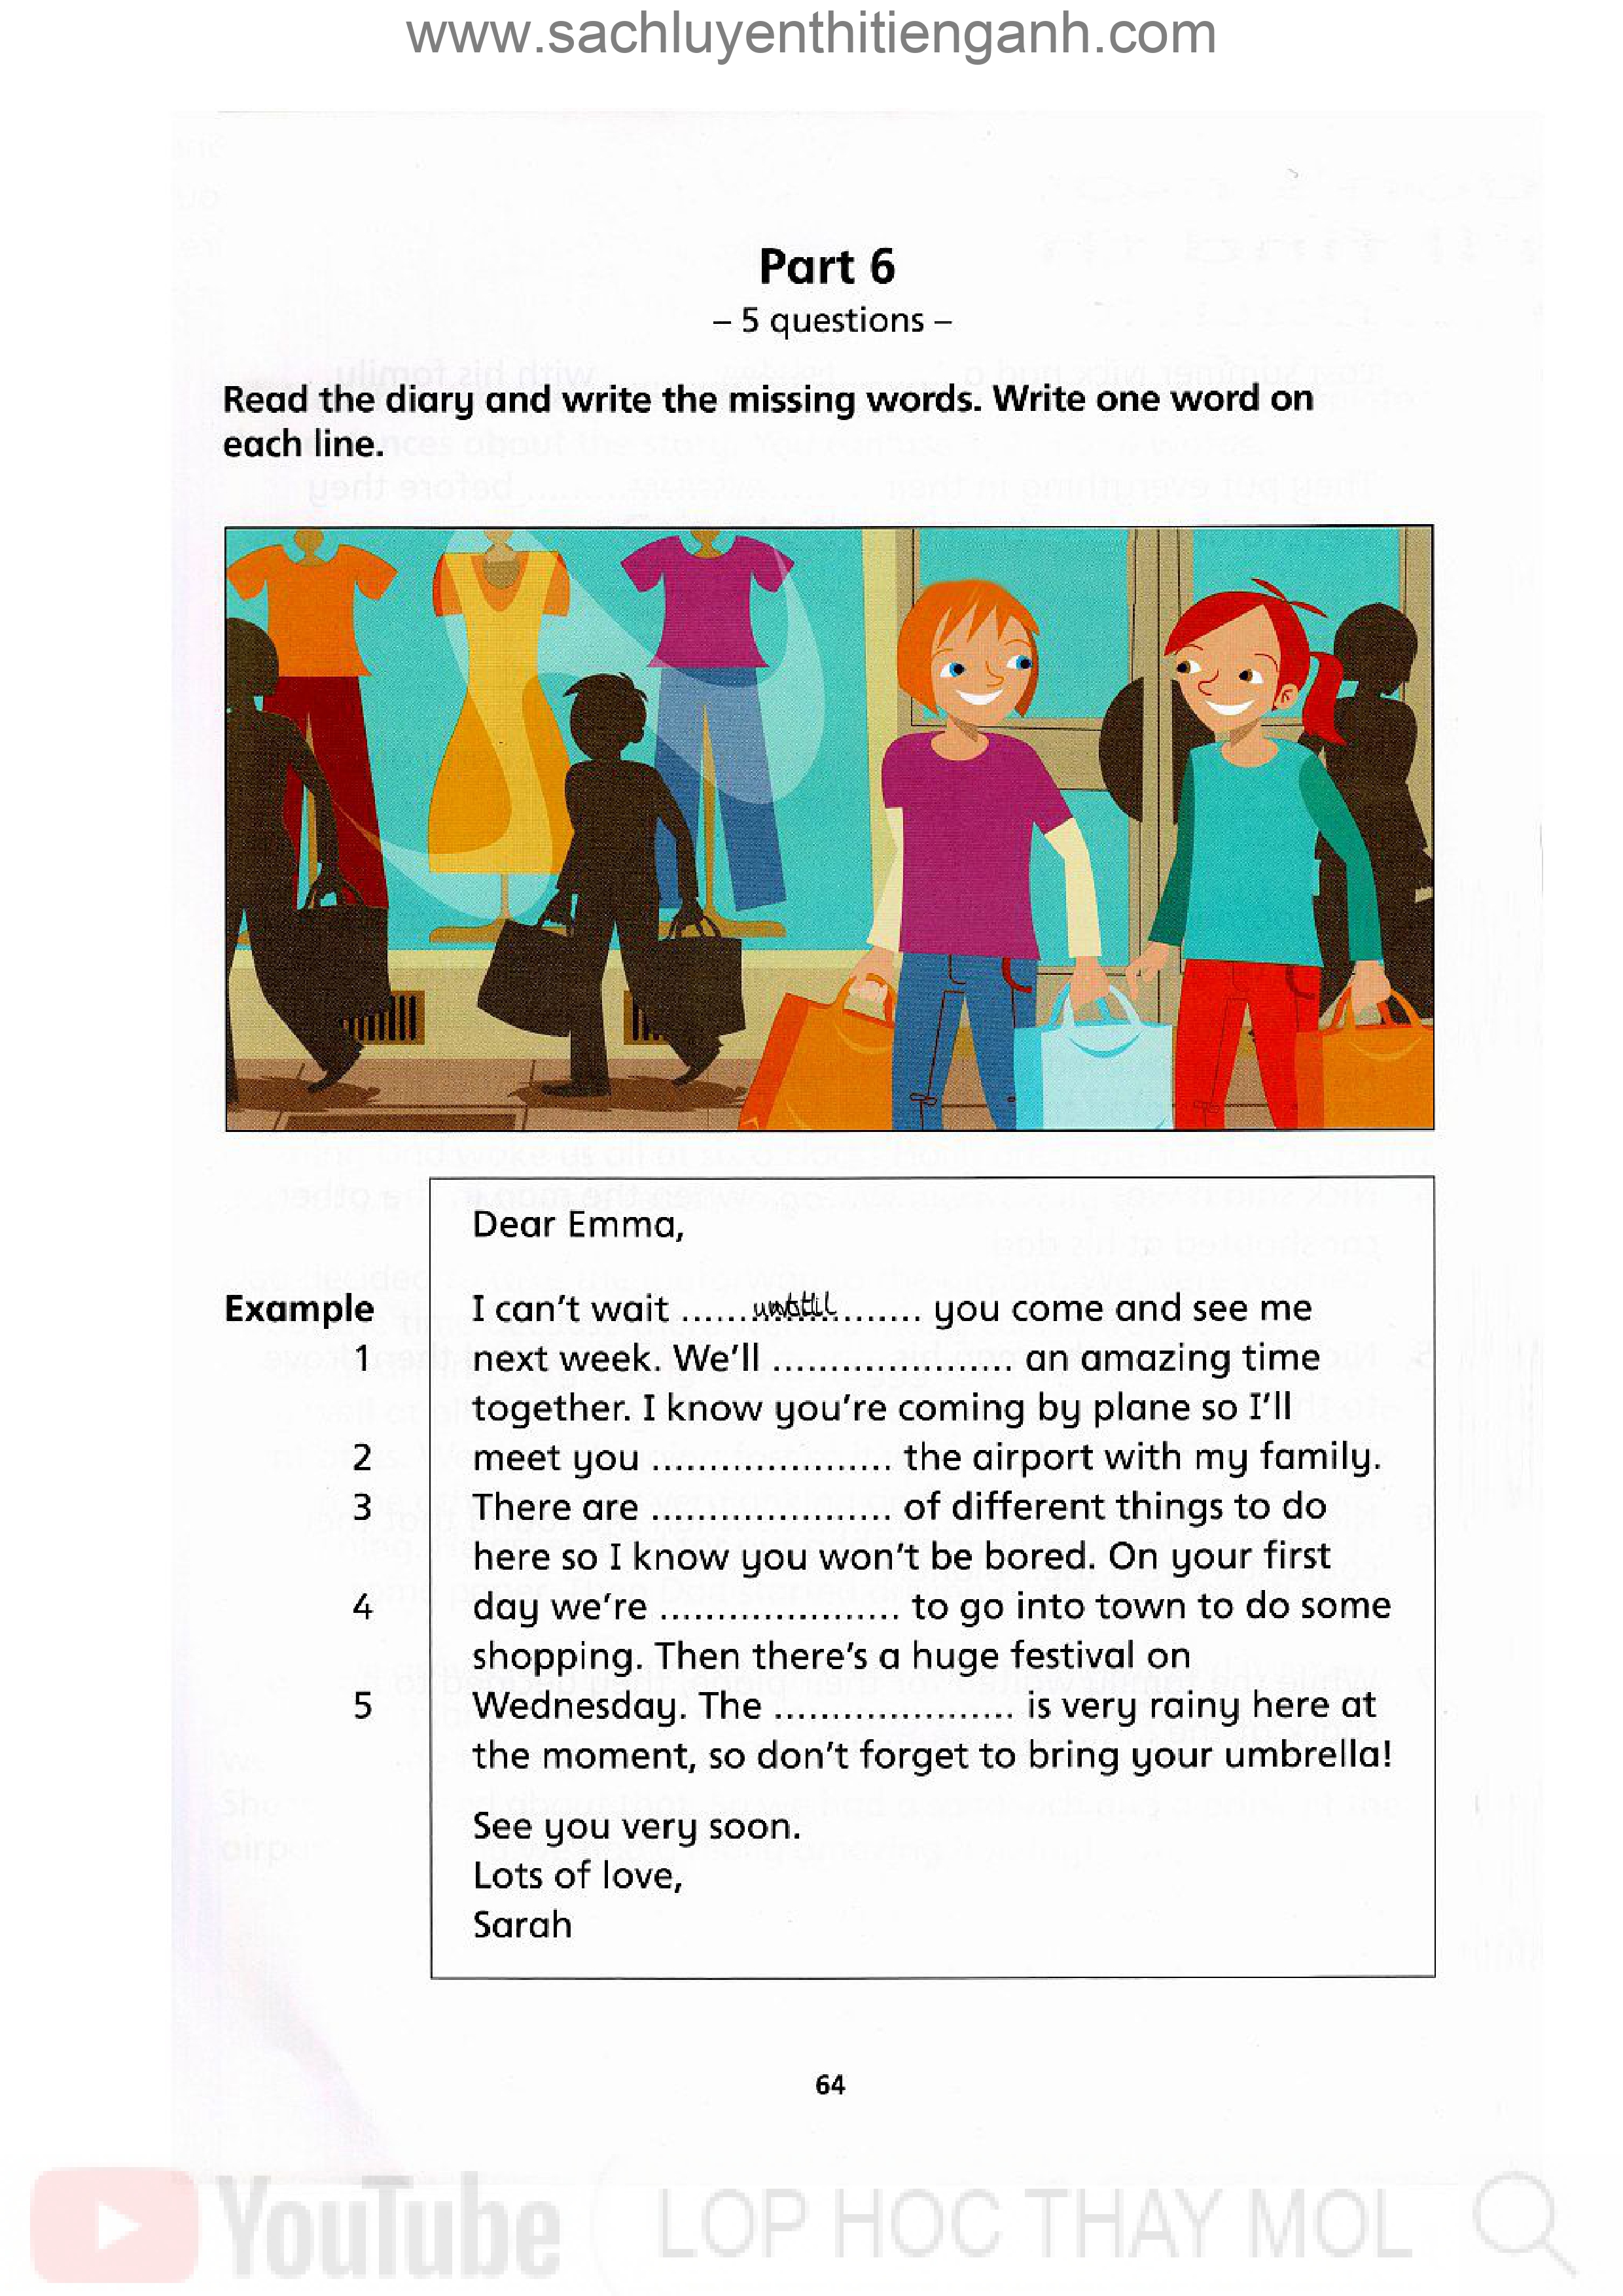 www.sachluyenthitienganh.com
Part 6
– 5 questions –
Read the diary and write the missing words. Write one word on
each line.
Dear Emma,
Example I can't wait ...... until ...... you come and see me
1 next week. We'll ..................... an amazing time
together. I know you're coming by plane so I'll
2 meet you ..................... the airport with my family.
3 There are ..................... of different things to do
here so I know you won't be bored. On your first
4 day we're ..................... to go into town to do some
shopping. Then there's a huge festival on
5 Wednesday. The ..................... is very rainy here at
the moment, so don't forget to bring your umbrella!
See you very soon.
Lots of love,
Sarah
64
YouTube LOP HOC THAY MOL